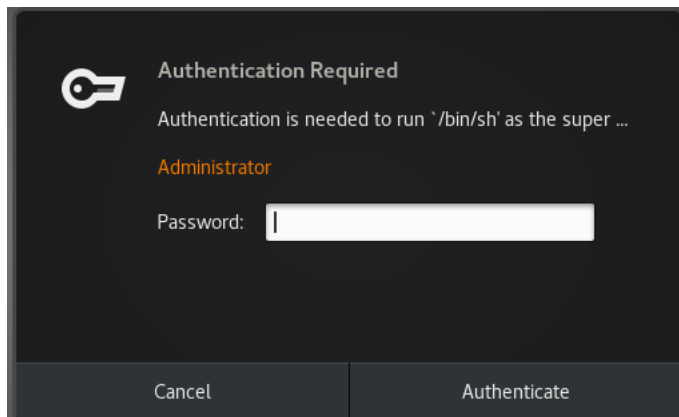 Authentication Required
Authentication is needed to run `/bin/sh' as the super ...
Administrator
Password:
Cancel
Authenticate